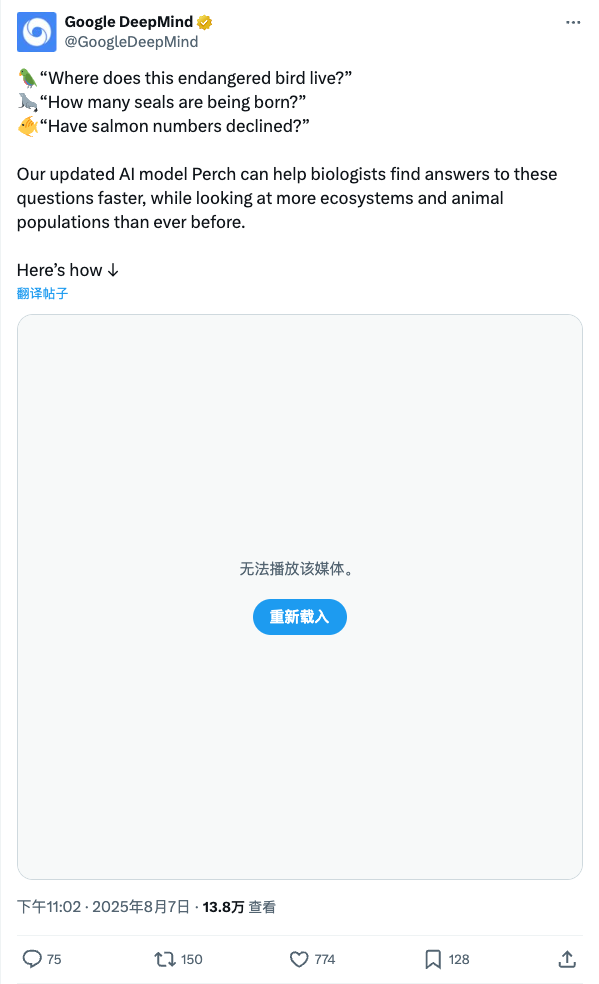 Google DeepMind
@GoogleDeepMind
🦜“Where does this endangered bird live?”
🦭“How many seals are being born?”
🐠“Have salmon numbers declined?”
Our updated AI model Perch can help biologists find answers to these
questions faster, while looking at more ecosystems and animal
populations than ever before.
Here’s how ↓
翻译帖子
无法播放该媒体。
重新载入
下午11:02 · 2025年8月7日 · 13.8万 查看
75 150 774 128